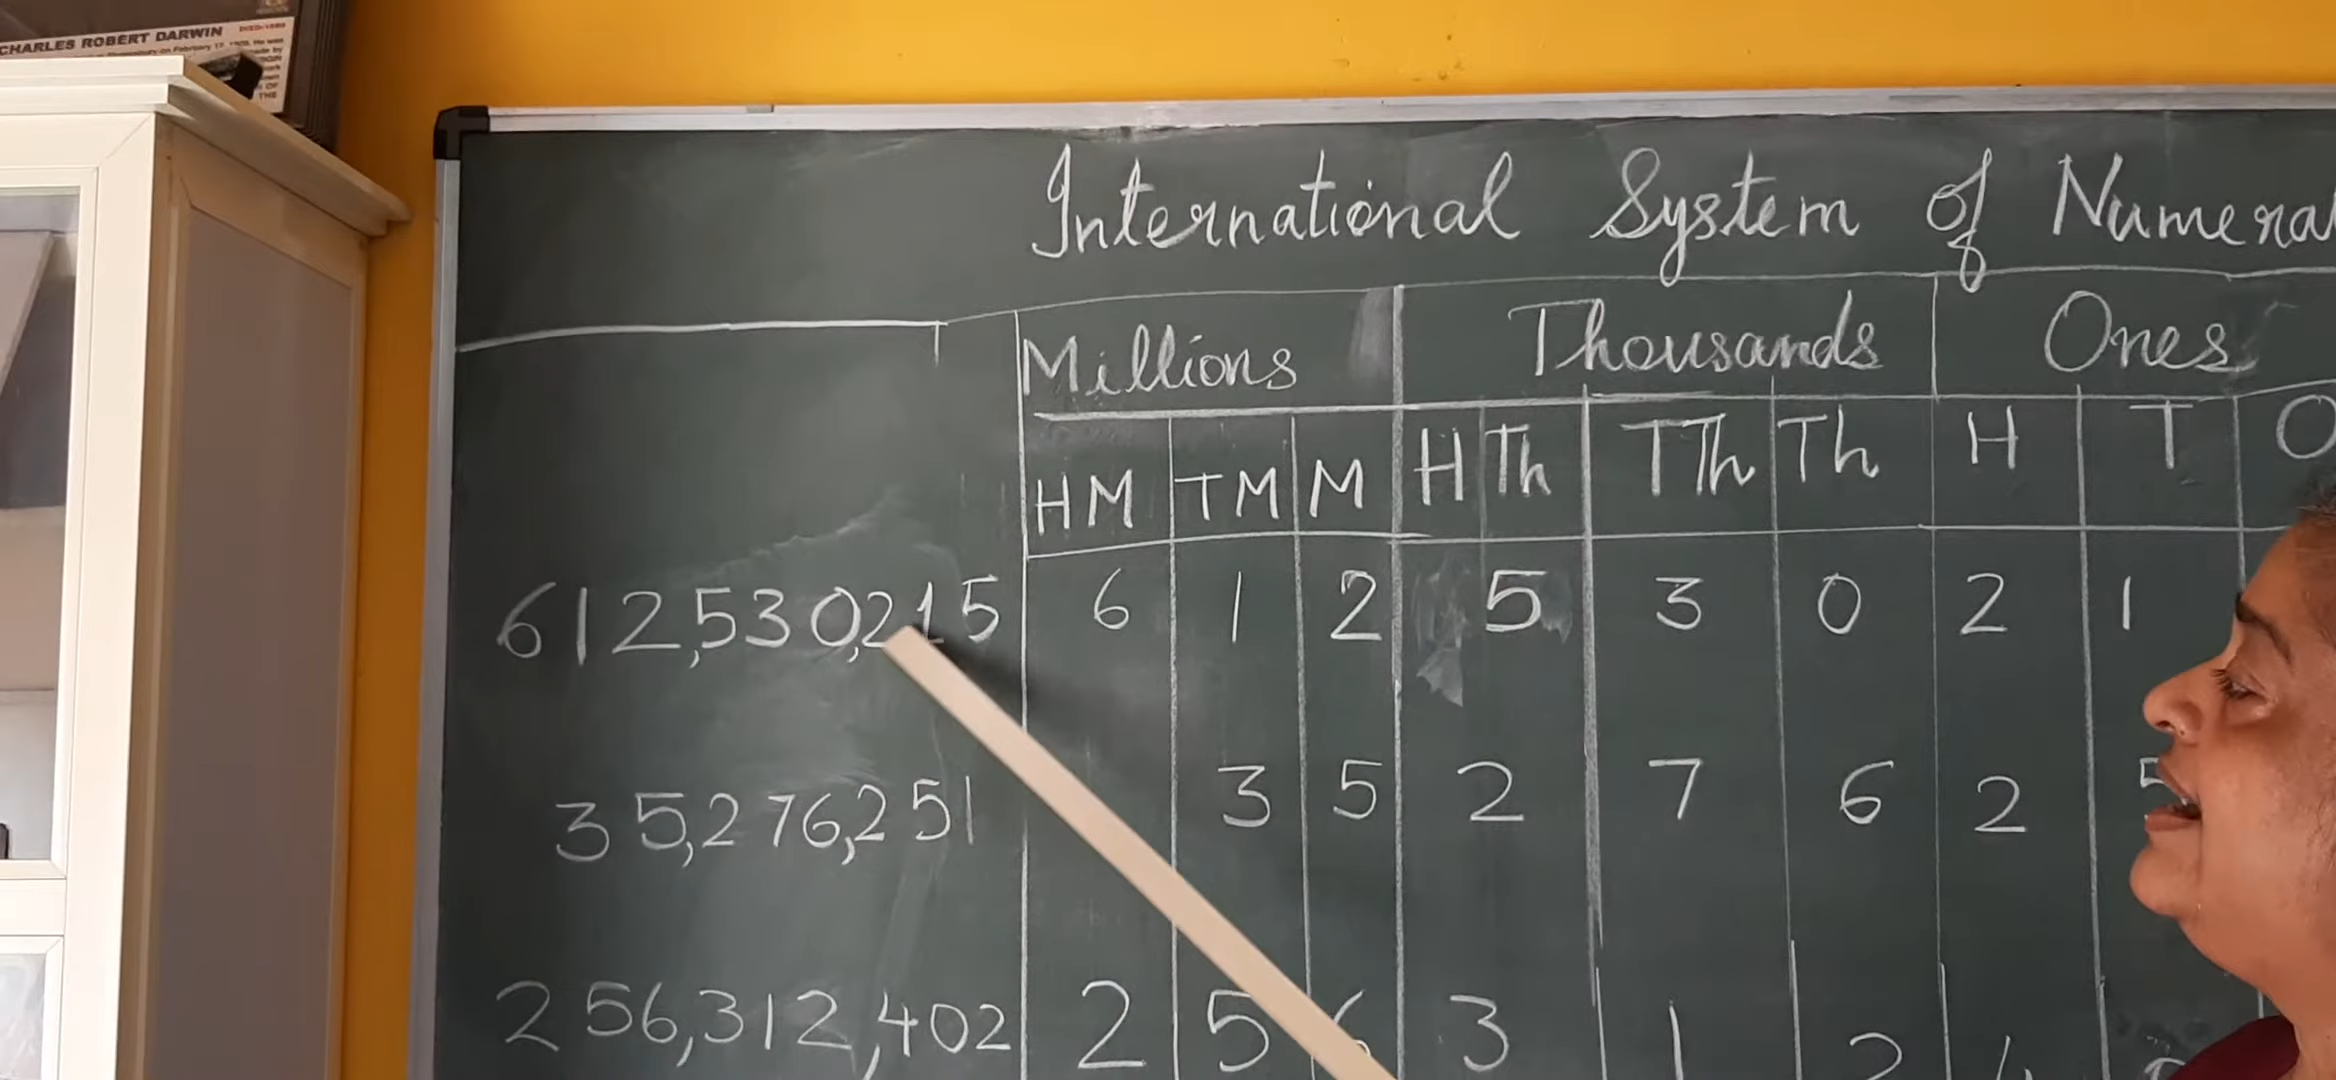 CHARLES ROBERT DARWIN
International System of Numera
Millions Thousands Ones
HM TM M H Th TTh Th H T O
612,530,215 6 1 2 5 3 0 2 1
35,276,251 3 5 2 7 6 2 5
256,312,402 2 5 6 3 1 2 4